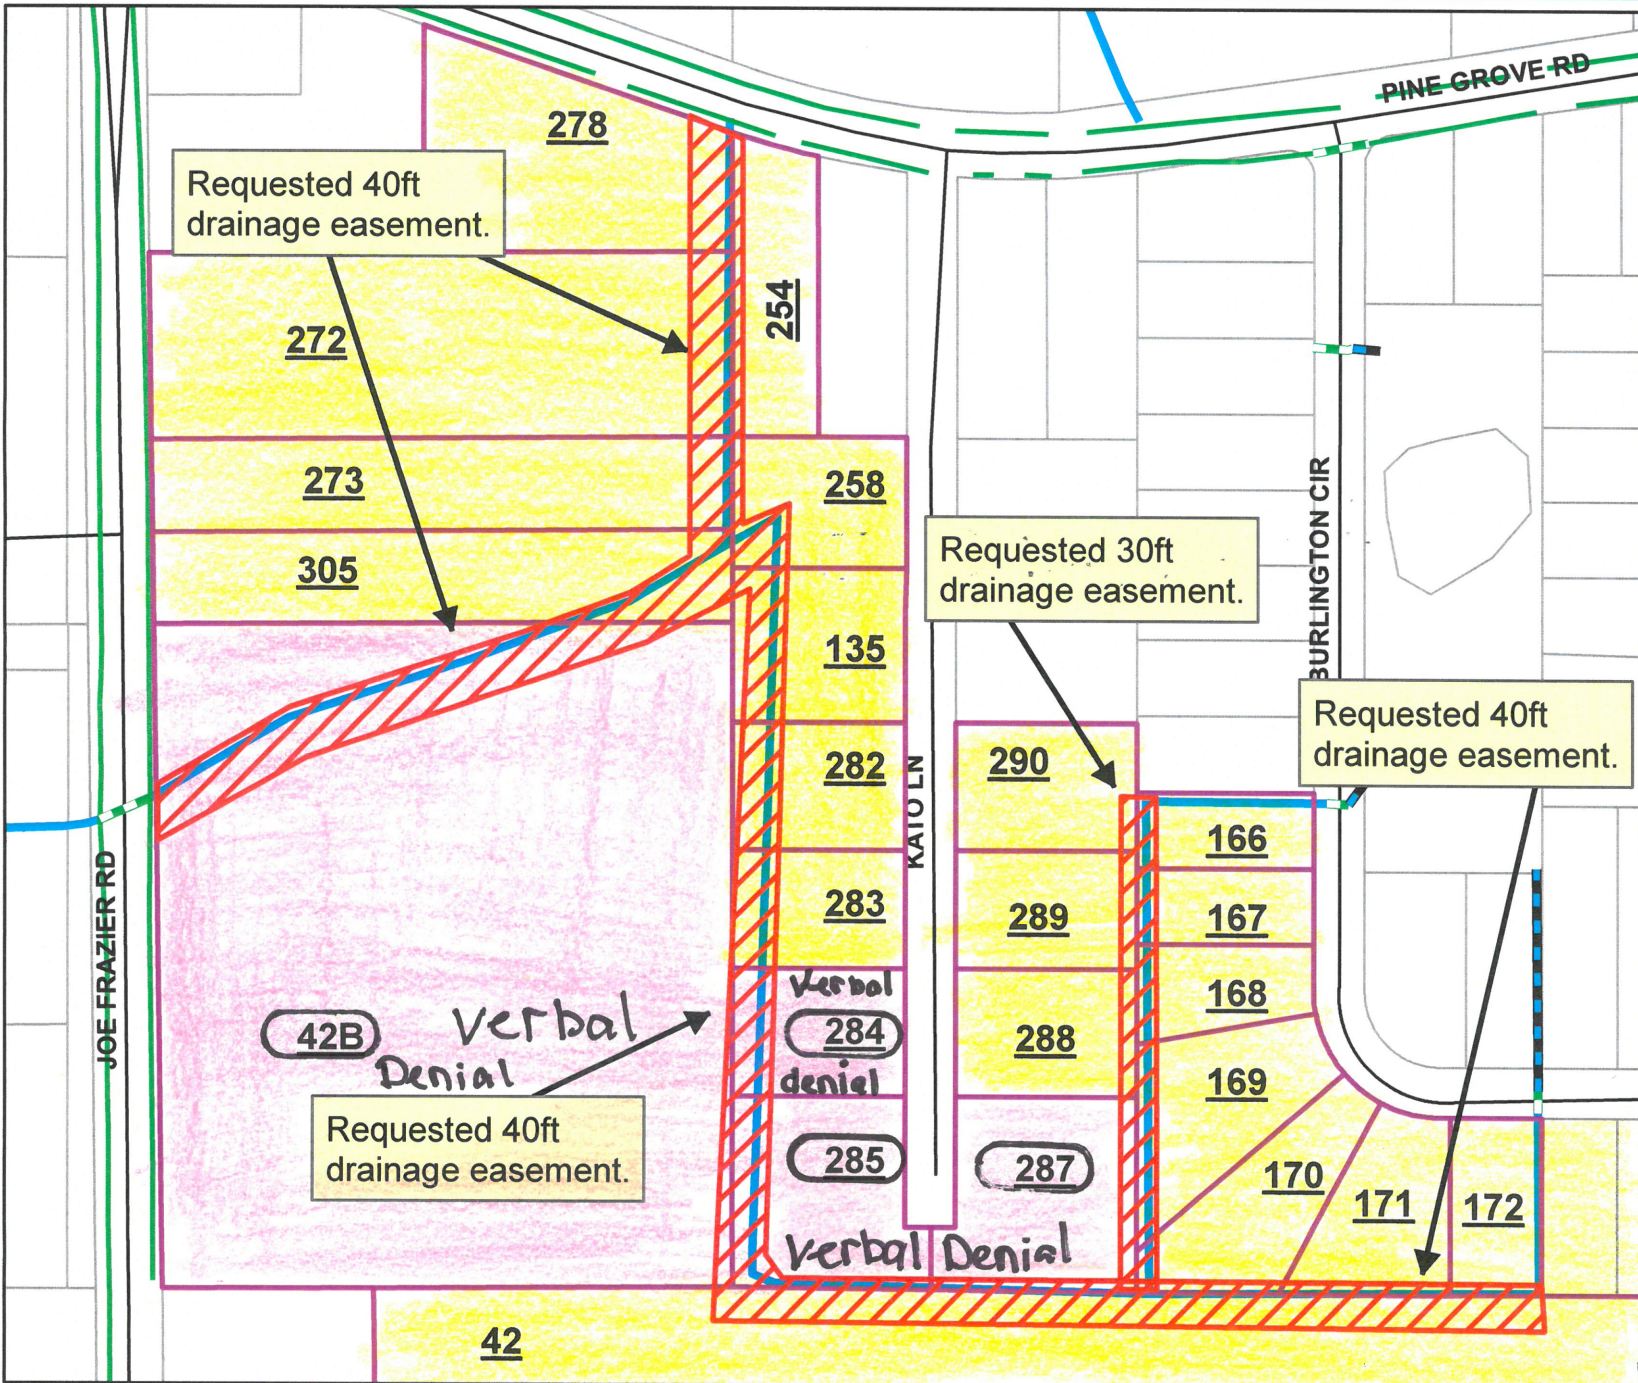 PINE GROVE RD
278
Requested 40ft
drainage easement.
254
272
273
258
305
Requested 30ft
drainage easement.
BURLINGTON CIR
135
Requested 40ft
drainage easement.
282
KATO LN
290
166
JOE FRAZIER RD
283
289
167
verbal
168
42B
verbal
Denial
284
denial
288
169
Requested 40ft
drainage easement.
285
287
170
171
172
verbal Denial
42